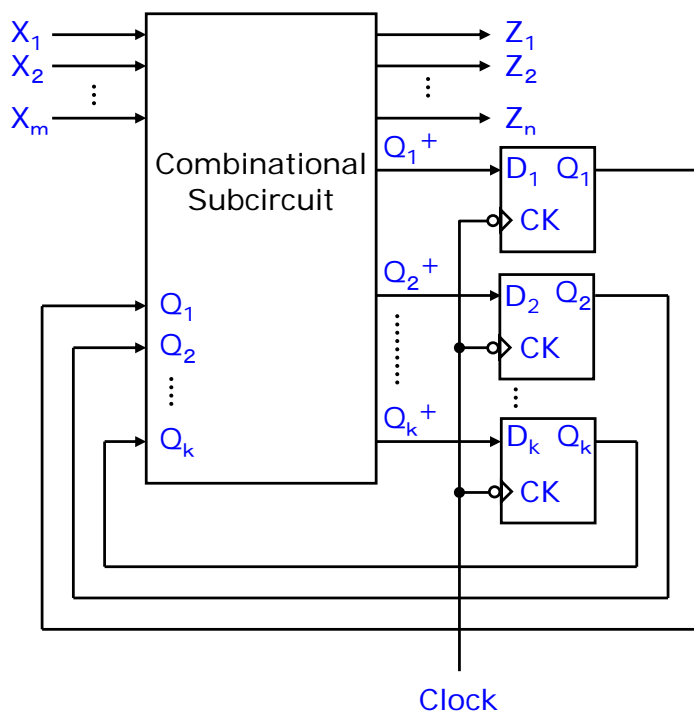 X₁
X₂
Xₘ
Z₁
Z₂
Zₙ
Combinational
Subcircuit
Q₁⁺
D₁ Q₁
CK
Q₂⁺
D₂ Q₂
CK
Qₖ⁺
Dₖ Qₖ
CK
Q₁
Q₂
Qₖ
Clock